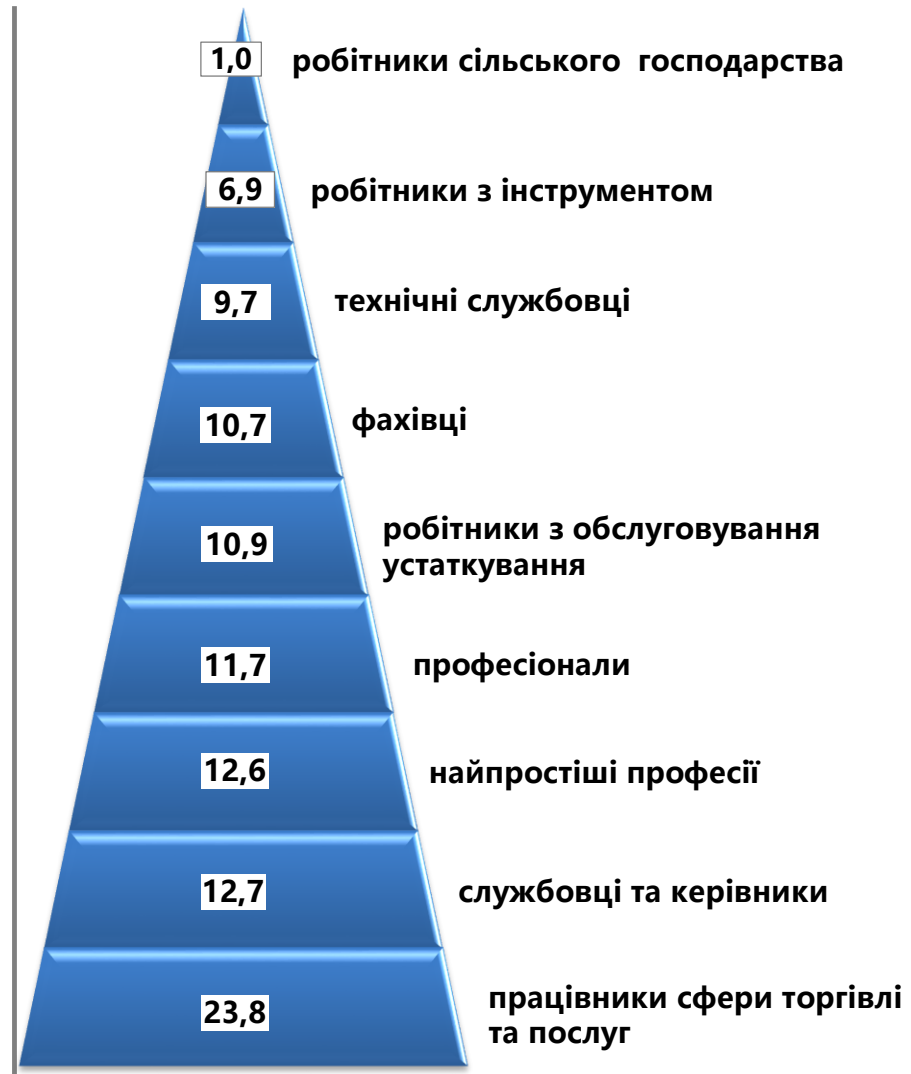 1,0 робітники сільського господарства
6,9 робітники з інструментом
9,7 технічні службовці
10,7 фахівці
10,9 робітники з обслуговування
устаткування
11,7 професіонали
12,6 найпростіші професії
12,7 службовці та керівники
23,8 працівники сфери торгівлі
та послуг